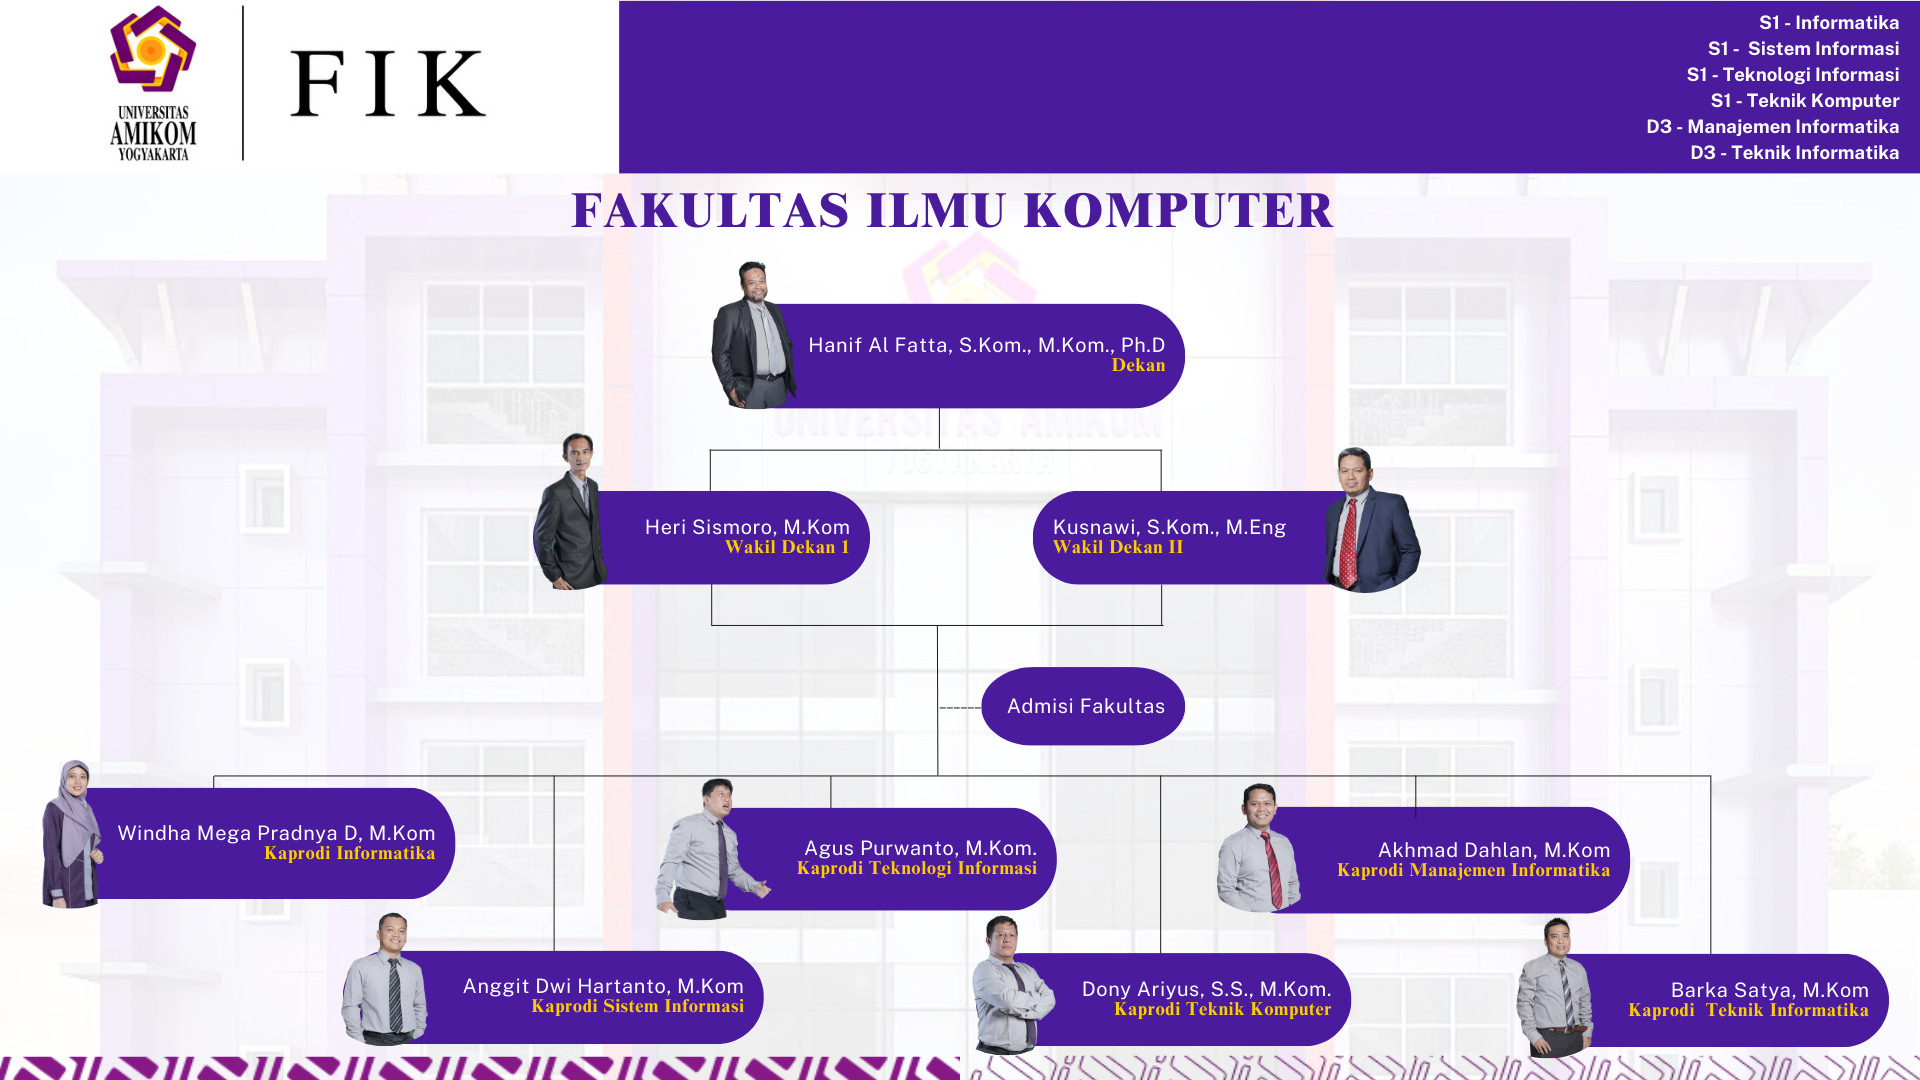 UNIVERSITAS
AMIKOM
YOGYAKARTA
FIK
S1 - Informatika
S1 - Sistem Informasi
S1 - Teknologi Informasi
S1 - Teknik Komputer
D3 - Manajemen Informatika
D3 - Teknik Informatika
FAKULTAS ILMU KOMPUTER
Hanif Al Fatta, S.Kom., M.Kom., Ph.D
Dekan
UNIVERSITAS AMIKOM
YOGYAKARTA
Heri Sismoro, M.Kom
Wakil Dekan 1
Kusnawi, S.Kom., M.Eng
Wakil Dekan II
Admisi Fakultas
Windha Mega Pradnya D, M.Kom
Kaprodi Informatika
Agus Purwanto, M.Kom.
Kaprodi Teknologi Informasi
Akhmad Dahlan, M.Kom
Kaprodi Manajemen Informatika
Anggit Dwi Hartanto, M.Kom
Kaprodi Sistem Informasi
Dony Ariyus, S.S., M.Kom.
Kaprodi Teknik Komputer
Barka Satya, M.Kom
Kaprodi  Teknik Informatika